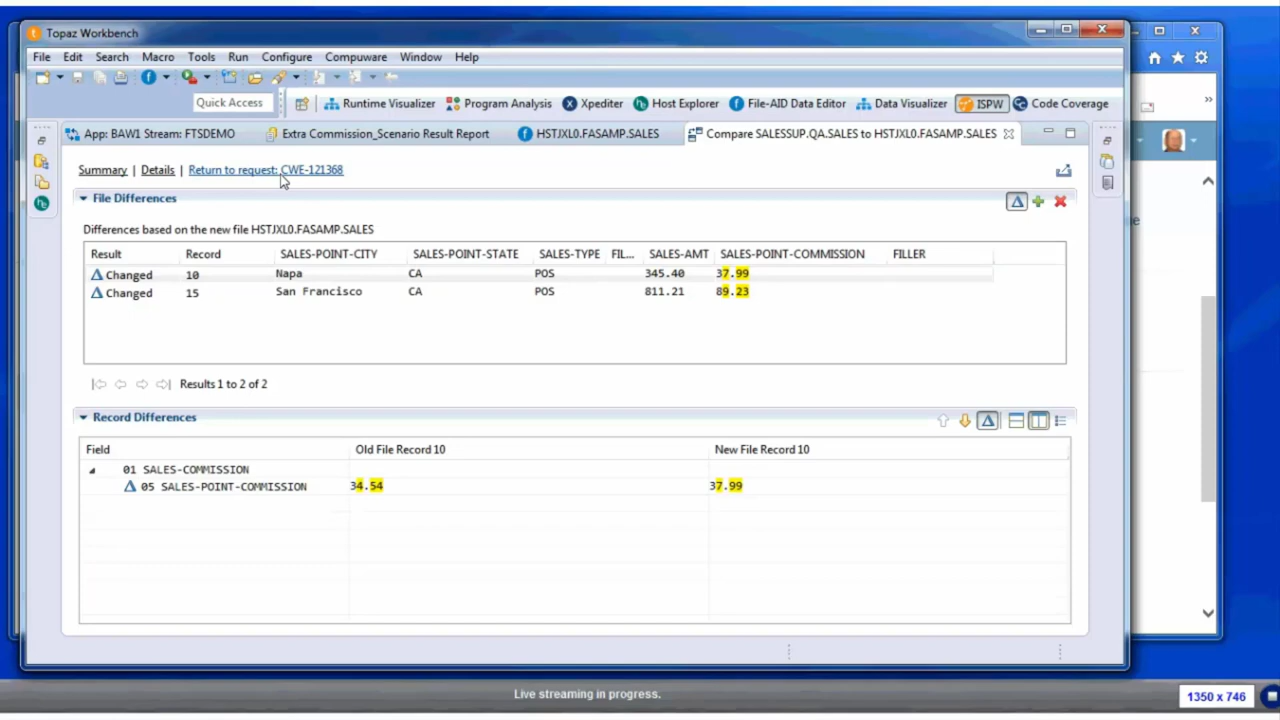 Topaz Workbench
File Edit Search Macro Tools Run Configure Compuware Window Help
Quick Access Runtime Visualizer Program Analysis Xpediter Host Explorer File-AID Data Editor Data Visualizer ISPW Code Coverage
App: BAW1 Stream: FTSDEMO Extra Commission_Scenario Result Report HSTJXL0.FASAMP.SALES Compare SALESSUP.QA.SALES to HSTJXL0.FASAMP.SALES
Summary | Details | Return to request: CWE-121368
File Differences
Differences based on the new file HSTJXL0.FASAMP.SALES
Result Record SALES-POINT-CITY SALES-POINT-STATE SALES-TYPE FIL... SALES-AMT SALES-POINT-COMMISSION FILLER
Changed 10 Napa CA POS 345.40 37.99
Changed 15 San Francisco CA POS 811.21 89.23
Results 1 to 2 of 2
Record Differences
Field Old File Record 10 New File Record 10
01 SALES-COMMISSION
05 SALES-POINT-COMMISSION 34.54 37.99
Live streaming in progress.
1350 x 746